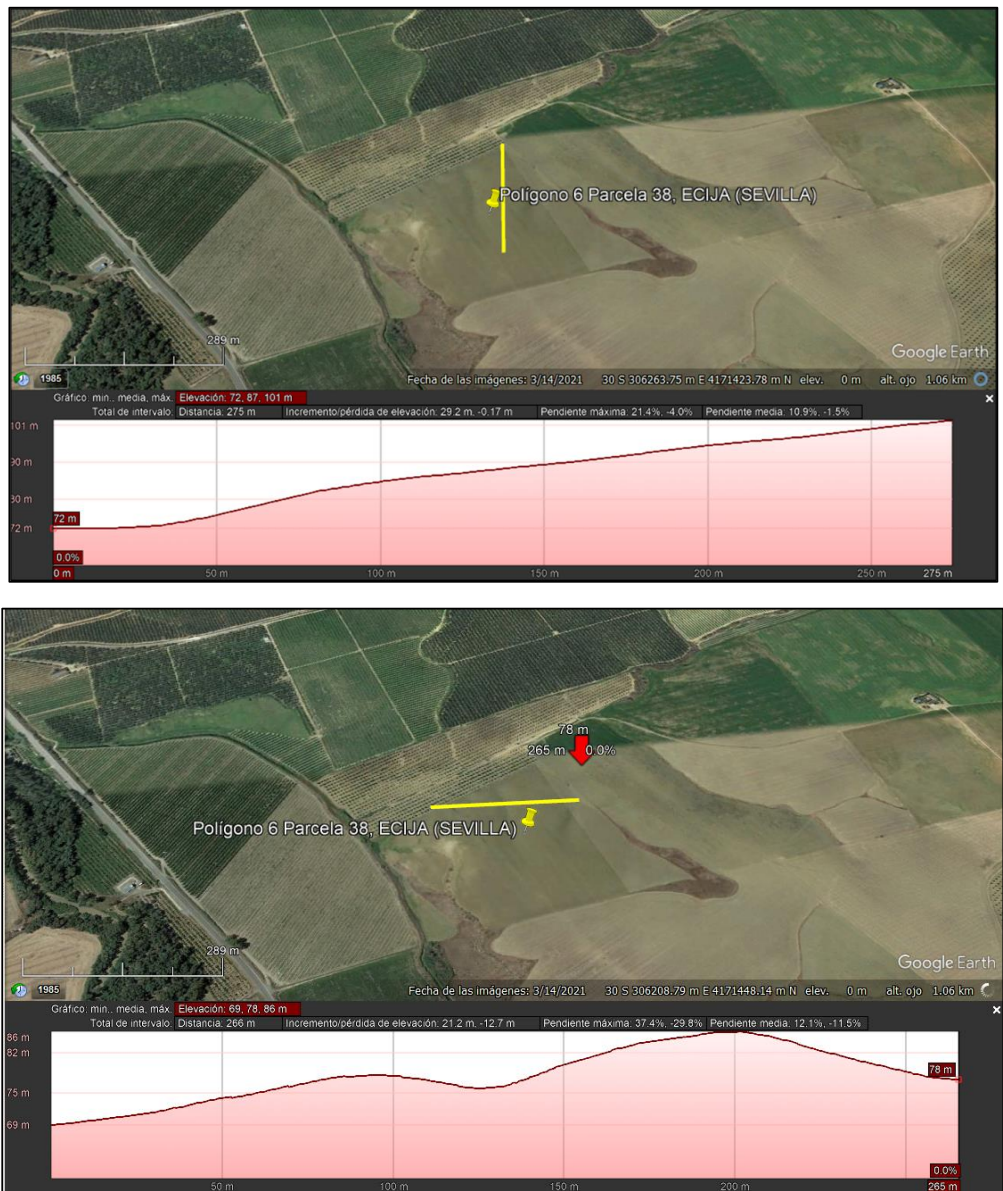 Polígono 6 Parcela 38, ECIJA (SEVILLA)
289 m
Google Earth
1985
Fecha de las imágenes: 3/14/2021 30 S 306263.75 m E 4171423.78 m N elev. 0 m alt. ojo 1.06 km
Gráfico: min., media, máx. Elevación: 72, 87, 101 m
Total de intervalo: Distancia: 275 m Incremento/pérdida de elevación: 29.2 m, -0.17 m Pendiente máxima: 21.4%, -4.0% Pendiente media: 10.9%, -1.5%
101 m
90 m
80 m
72 m
72 m
0.0%
0 m 50 m 100 m 150 m 200 m 250 m 275 m
78 m
265 m 0.0%
Polígono 6 Parcela 38, ECIJA (SEVILLA)
289 m
Google Earth
1985
Fecha de las imágenes: 3/14/2021 30 S 306208.79 m E 4171448.14 m N elev. 0 m alt. ojo 1.06 km
Gráfico: min., media, máx. Elevación: 69, 78, 86 m
Total de intervalo: Distancia: 266 m Incremento/pérdida de elevación: 21.2 m, -12.7 m Pendiente máxima: 37.4%, -29.8% Pendiente media: 12.1%, -11.5%
86 m
82 m
75 m
69 m
78 m
0.0%
50 m 100 m 150 m 200 m 265 m